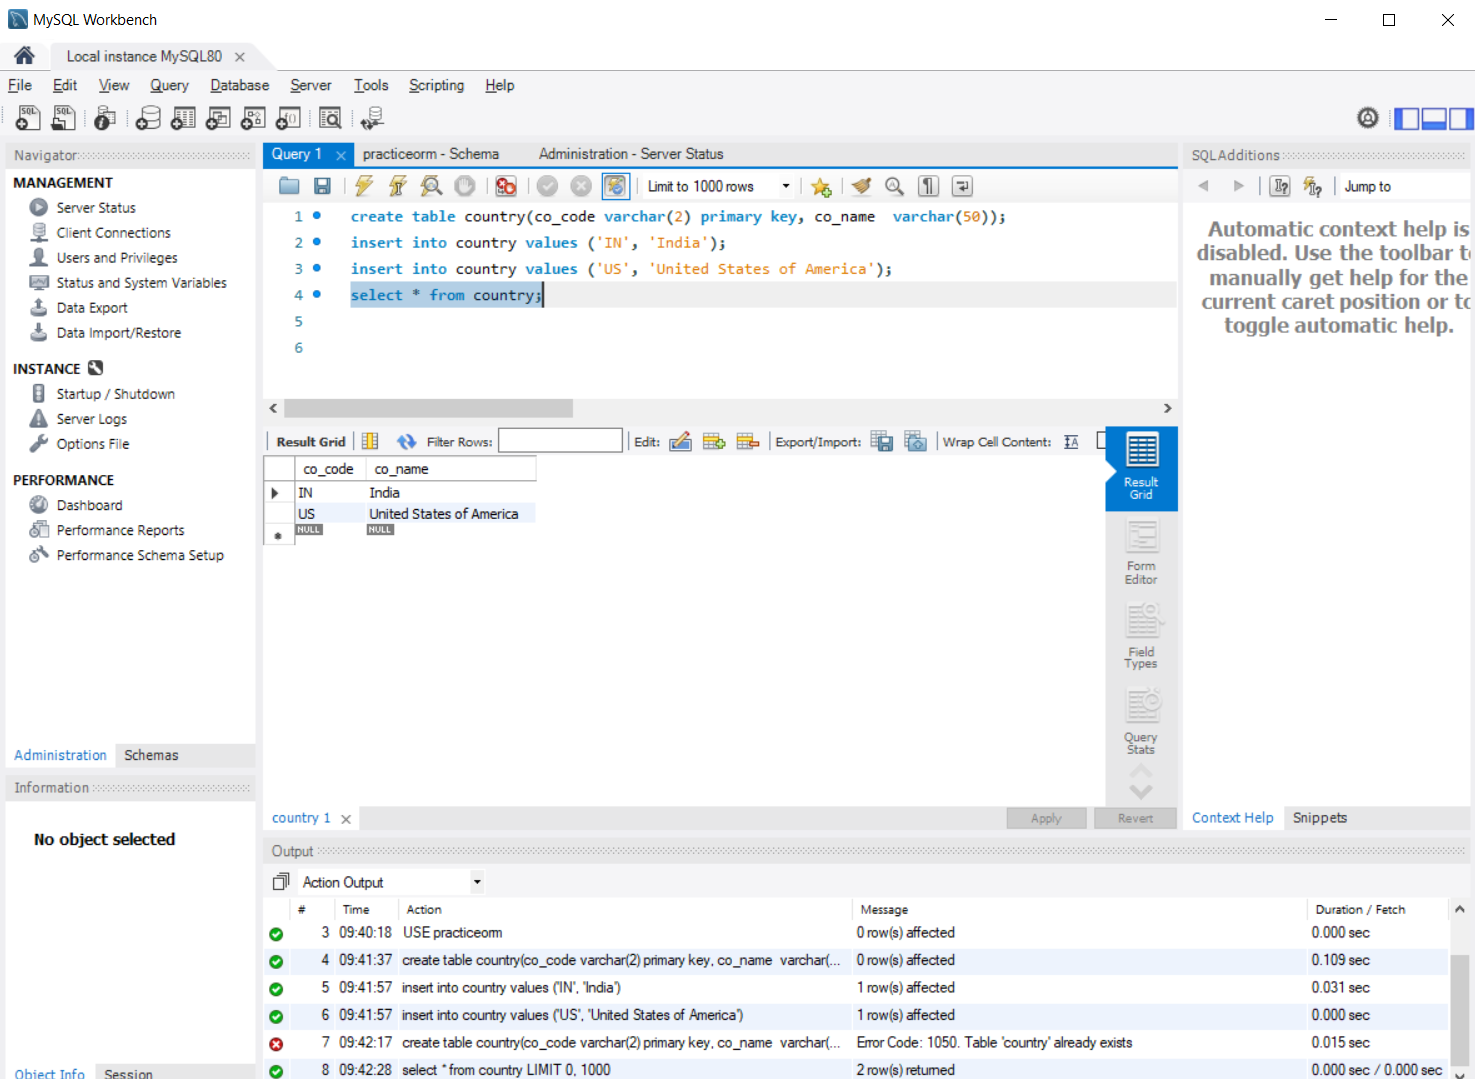 MySQL Workbench
Local instance MySQL80
File Edit View Query Database Server Tools Scripting Help
Navigator
MANAGEMENT
Server Status
Client Connections
Users and Privileges
Status and System Variables
Data Export
Data Import/Restore
INSTANCE
Startup / Shutdown
Server Logs
Options File
PERFORMANCE
Dashboard
Performance Reports
Performance Schema Setup
Administration Schemas
Information
No object selected
Object Info Session
Query 1 practiceorm - Schema Administration - Server Status
Limit to 1000 rows
1 create table country(co_code varchar(2) primary key, co_name  varchar(50));
2 insert into country values ('IN', 'India');
3 insert into country values ('US', 'United States of America');
4 select * from country;
5
6
Result Grid Filter Rows: Edit: Export/Import: Wrap Cell Content:
co_code co_name
IN India
US United States of America
NULL NULL
Result
Grid
Form
Editor
Field
Types
Query
Stats
country 1 Apply Revert
SQLAdditions
Jump to
Automatic context help is
disabled. Use the toolbar to
manually get help for the
current caret position or to
toggle automatic help.
Context Help Snippets
Output
Action Output
# Time Action Message Duration / Fetch
3 09:40:18 USE practiceorm 0 row(s) affected 0.000 sec
4 09:41:37 create table country(co_code varchar(2) primary key, co_name  varchar(... 0 row(s) affected 0.109 sec
5 09:41:57 insert into country values ('IN', 'India') 1 row(s) affected 0.031 sec
6 09:41:57 insert into country values ('US', 'United States of America') 1 row(s) affected 0.000 sec
7 09:42:17 create table country(co_code varchar(2) primary key, co_name  varchar(... Error Code: 1050. Table 'country' already exists 0.015 sec
8 09:42:28 select * from country LIMIT 0, 1000 2 row(s) returned 0.000 sec / 0.000 sec